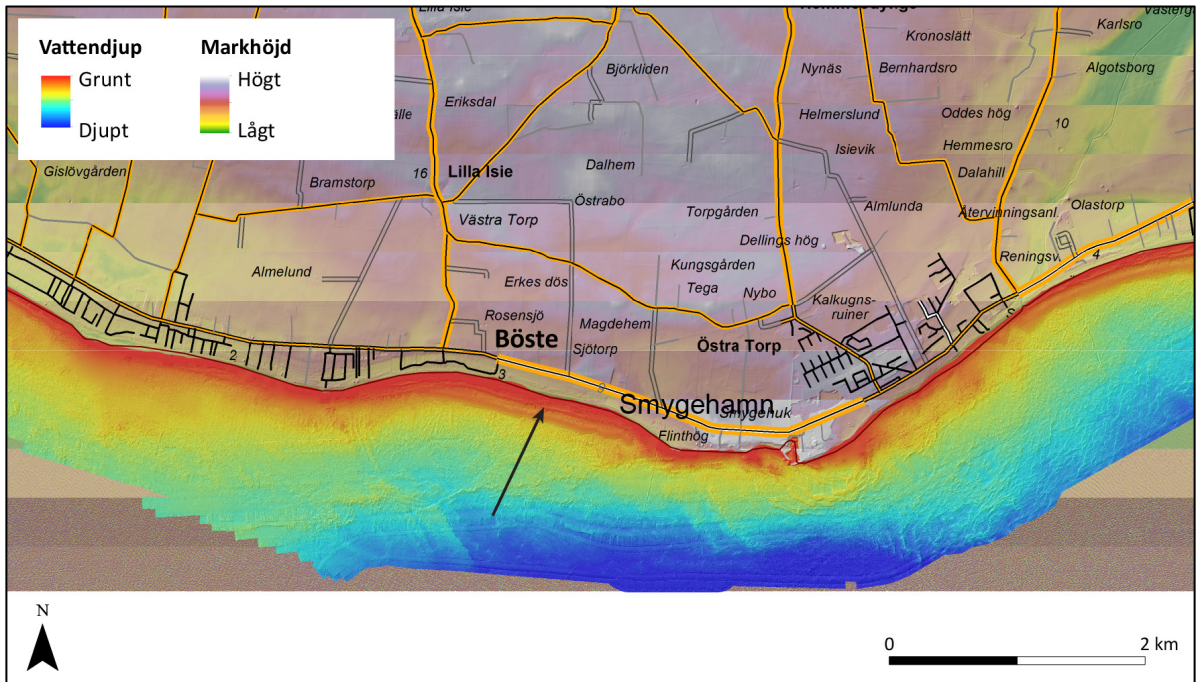 Lilla Isie
Vattendjup
Grunt
Djupt
Markhöjd
Högt
Lågt
Björkliden
Eriksdal
Kronoslätt
Nynäs
Bernhardsro
Karlsro
Algotsborg
Helmerslund
Oddes hög
10
Isievik
Hemmesro
Dalahill
Gislövgården
Bramstorp
16
Lilla Isie
Dalhem
Östrabo
Västra Torp
Torpgården
Almlunda
Återvinningsanl.
Olastorp
Dellings hög
Almelund
Erkes dös
Kungsgården
Tega
Nybo
Reningsv.
4
Kalkugns-
ruiner
Rosensjö
Böste
Magdehem
Sjötorp
Östra Torp
2
3
Smygehamn
Smygehuk
Flinthög
N
0
2 km